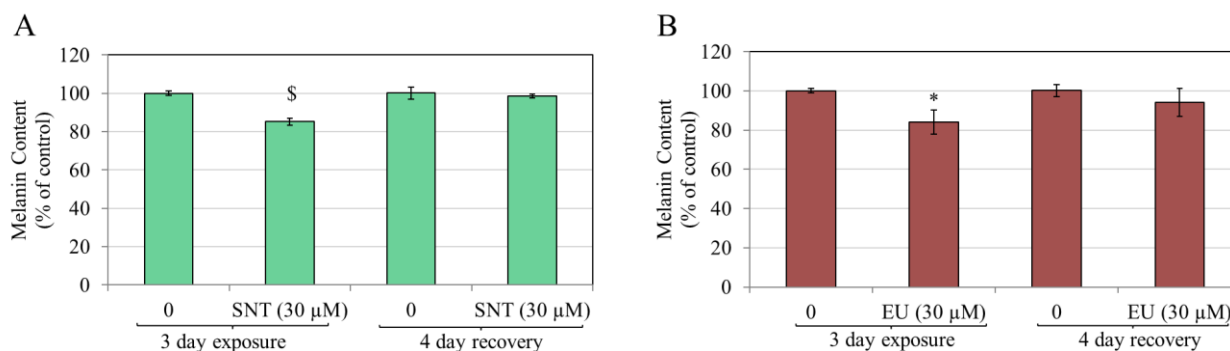 A
120
100
80
60
40
20
0
Melanin Content
(% of control)
$
0 SNT (30 µM) 0 SNT (30 µM)
3 day exposure 4 day recovery
B
120
100
80
60
40
20
0
Melanin Content
(% of control)
*
0 EU (30 µM) 0 EU (30 µM)
3 day exposure 4 day recovery